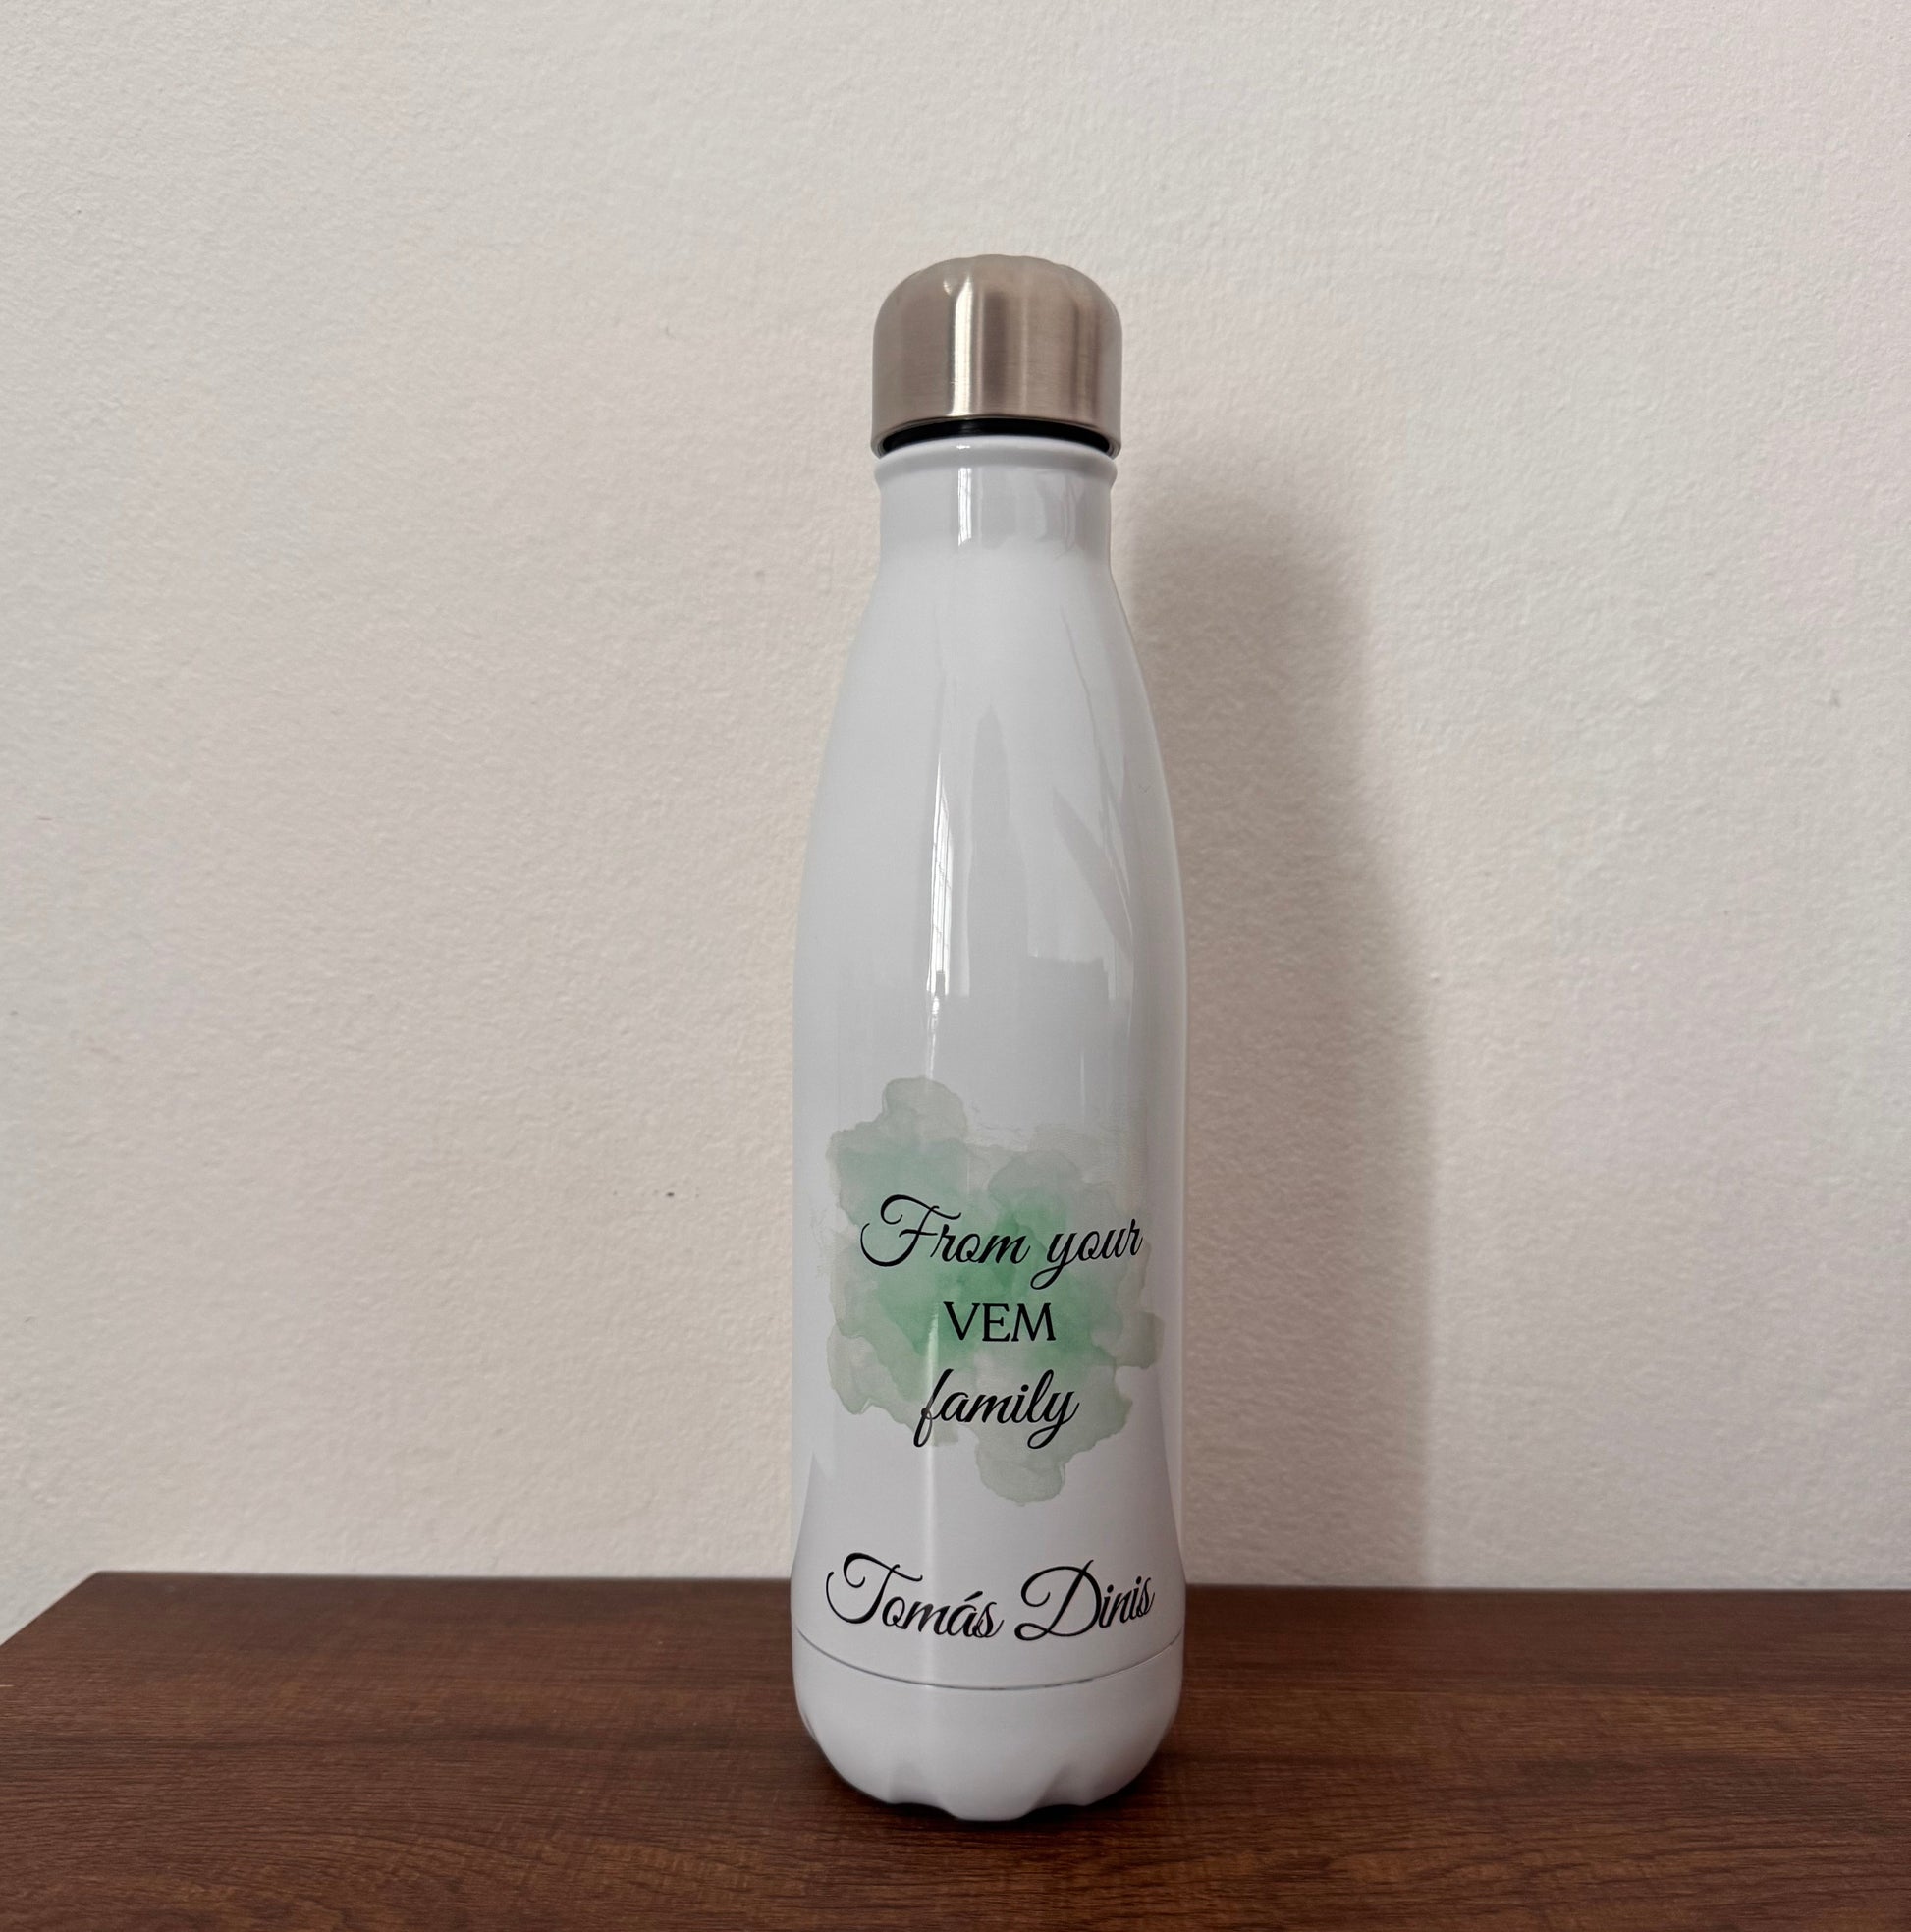 From your
VEM
family
Tomás Dinis